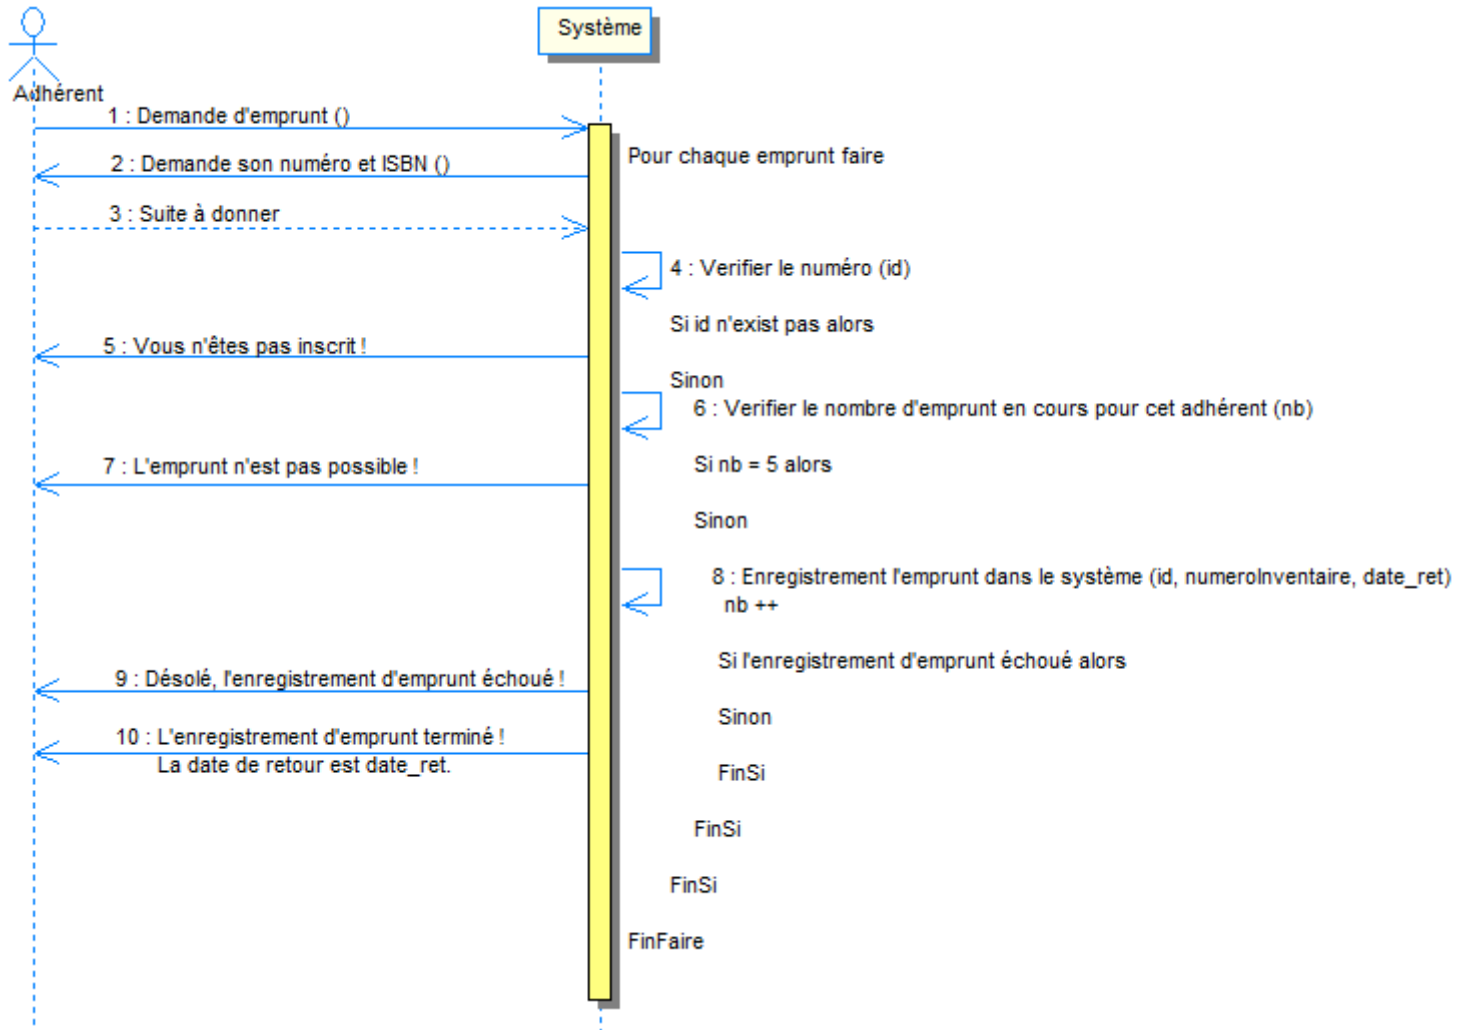 Système
Adhérent
1 : Demande d'emprunt ()
Pour chaque emprunt faire
2 : Demande son numéro et ISBN ()
3 : Suite à donner
4 : Verifier le numéro (id)
Si id n'exist pas alors
5 : Vous n'êtes pas inscrit !
Sinon
6 : Verifier le nombre d'emprunt en cours pour cet adhérent (nb)
7 : L'emprunt n'est pas possible !
Si nb = 5 alors
Sinon
8 : Enregistrement l'emprunt dans le système (id, numeroInventaire, date_ret)
nb ++
Si l'enregistrement d'emprunt échoué alors
9 : Désolé, l'enregistrement d'emprunt échoué !
Sinon
10 : L'enregistrement d'emprunt terminé !
La date de retour est date_ret.
FinSi
FinSi
FinSi
FinFaire